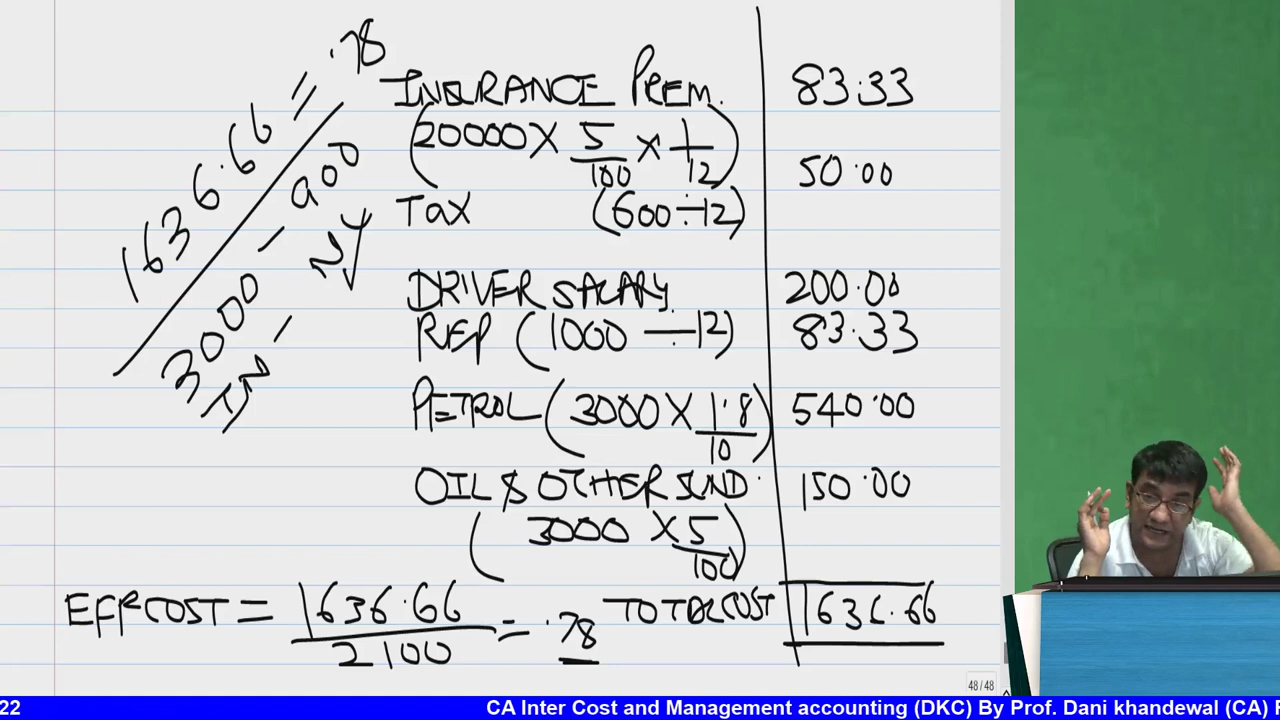 INSURANCE PREM. 83.33
(20000 X 5/100 X 1/12)
50.00
TAX (600 ÷ 12)
DRIVER SALARY 200.00
REP (1000 ÷ 12) 83.33
PETROL (3000 X 1.8/10) 540.00
OIL & OTHER SUND. 150.00
(3000 X 5/100)
EFF COST = 1636.66/2100 = .78 TOTAL COST 1636.66
1636.66 = .78
3000 - 900
48/48
22 CA Inter Cost and Management accounting (DKC) By Prof. Dani khandewal (CA)